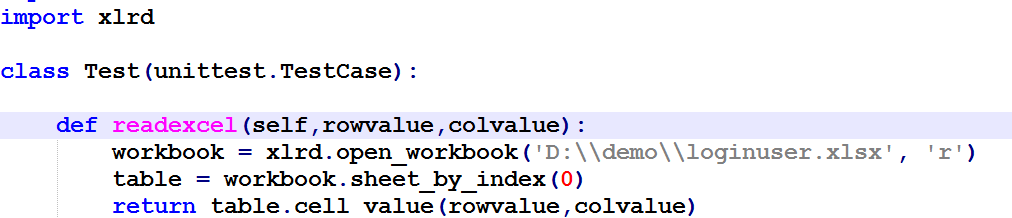 import xlrd
class Test(unittest.TestCase):
def readexcel(self,rowvalue,colvalue):
workbook = xlrd.open_workbook('D:\\demo\\loginuser.xlsx', 'r')
table = workbook.sheet_by_index(0)
return table.cell_value(rowvalue,colvalue)